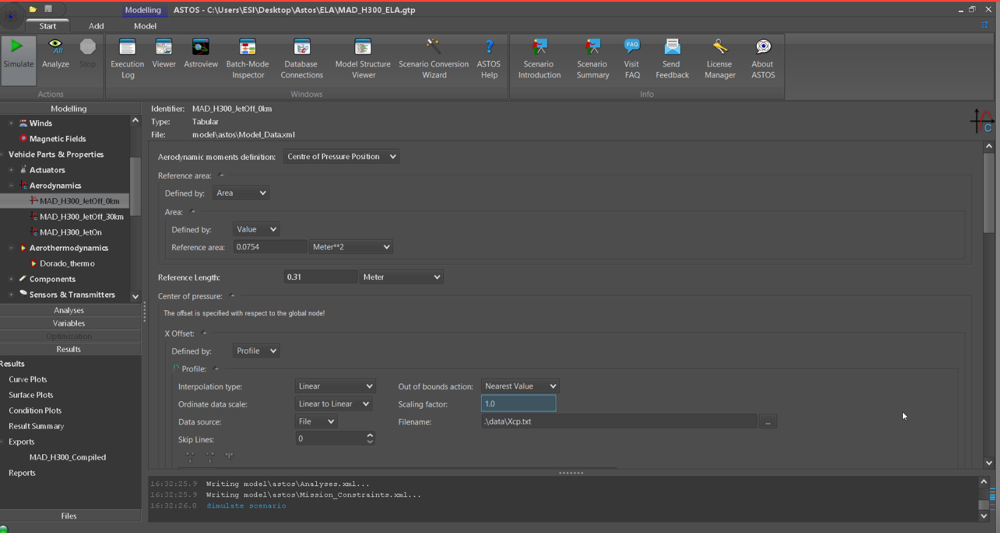 Modelling
ASTOS - C:\Users\ESI\Desktop\Astos\ELA\MAD_H300_ELA.gtp
Start
Add
Model
Simulate
All
Analyze
STOP
Stop
Execution Log
Viewer
Astroview
Batch-Mode Inspector
Database Connections
Model Structure Viewer
Scenario Conversion Wizard
?
ASTOS Help
Scenario Introduction
Scenario Summary
FAQ
Visit FAQ
Send Feedback
License Manager
About ASTOS
Actions
Windows
Info
Modelling
Winds
Magnetic Fields
Vehicle Parts & Properties
Actuators
Aerodynamics
MAD_H300_JetOff_0km
MAD_H300_JetOff_30km
MAD_H300_JetOn
Aerothermodynamics
Dorado_thermo
Components
Sensors & Transmitters
Analyses
Variables
Optimization
Results
Results
Curve Plots
Surface Plots
Condition Plots
Result Summary
Exports
MAD_H300_Compiled
Reports
Files
Identifier: MAD_H300_JetOff_0km
Type: Tabular
File: model\astos\Model_Data.xml
C
Aerodynamic moments definition: Centre of Pressure Position
Reference area:
Defined by: Area
Area:
Defined by: Value
Reference area: 0.0754 Meter**2
Reference Length: 0.31 Meter
Center of pressure:
The offset is specified with respect to the global node!
X Offset:
Defined by: Profile
Profile:
Interpolation type: Linear Out of bounds action: Nearest Value
Ordinate data scale: Linear to Linear Scaling factor: 1.0
Data source: File Filename: .\data\Xcp.txt ...
Skip Lines: 0
16:32:25.9 Writing model\astos\Analyses.xml...
16:32:25.9 Writing model\astos\Mission_Constraints.xml...
16:32:26.0 Simulate scenario